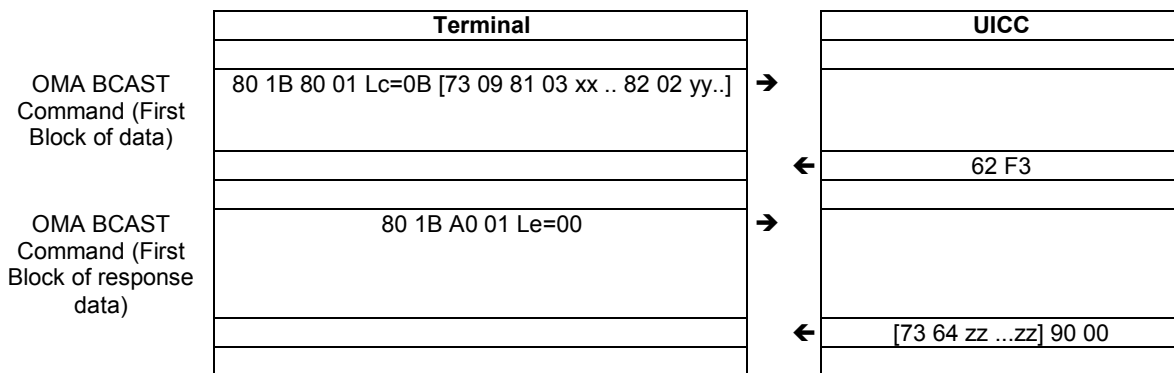 Terminal UICC
OMA BCAST
Command (First
Block of data)
80 1B 80 01 Lc=0B [73 09 81 03 xx .. 82 02 yy..] ➔
🡸 62 F3
OMA BCAST
Command (First
Block of response
data)
80 1B A0 01 Le=00 ➔
🡸 [73 64 zz ...zz] 90 00